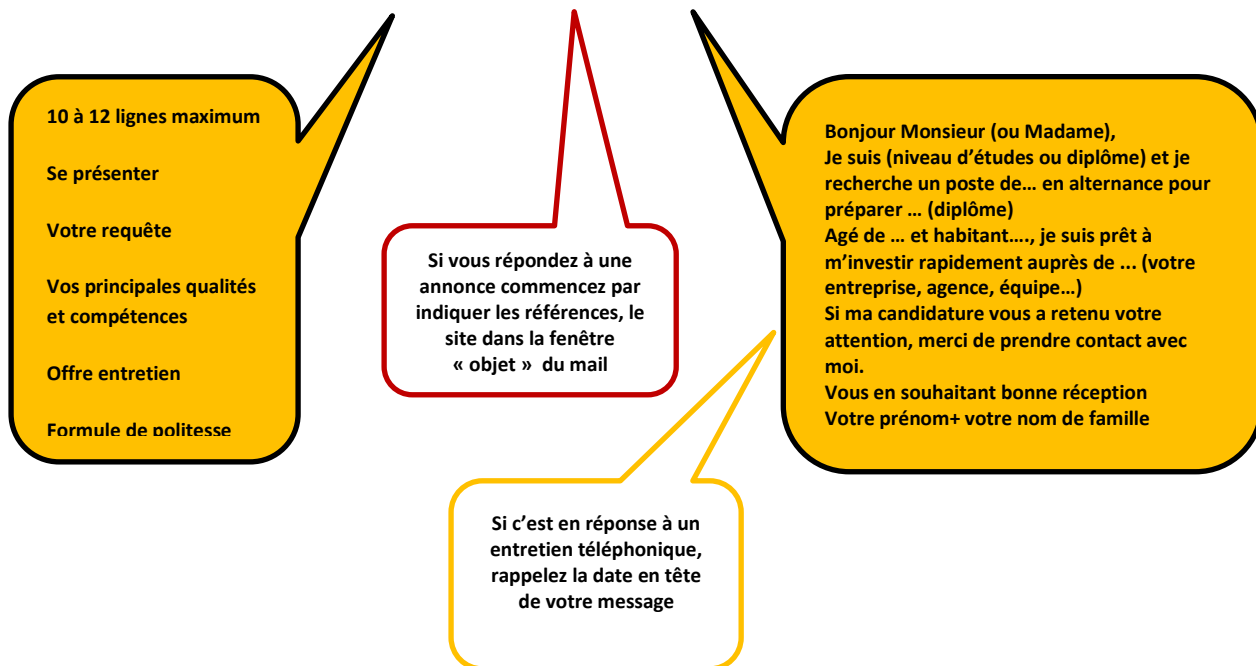 10 à 12 lignes maximum
Se présenter
Votre requête
Vos principales qualités
et compétences
Offre entretien
Formule de politesse
Si vous répondez à une
annonce commencez par
indiquer les références, le
site dans la fenêtre
« objet »  du mail
Bonjour Monsieur (ou Madame),
Je suis (niveau d’études ou diplôme) et je
recherche un poste de… en alternance pour
préparer … (diplôme)
Agé de … et habitant…., je suis prêt à
m’investir rapidement auprès de ... (votre
entreprise, agence, équipe…)
Si ma candidature vous a retenu votre
attention, merci de prendre contact avec
moi.
Vous en souhaitant bonne réception
Votre prénom+ votre nom de famille
Si c’est en réponse à un
entretien téléphonique,
rappelez la date en tête
de votre message